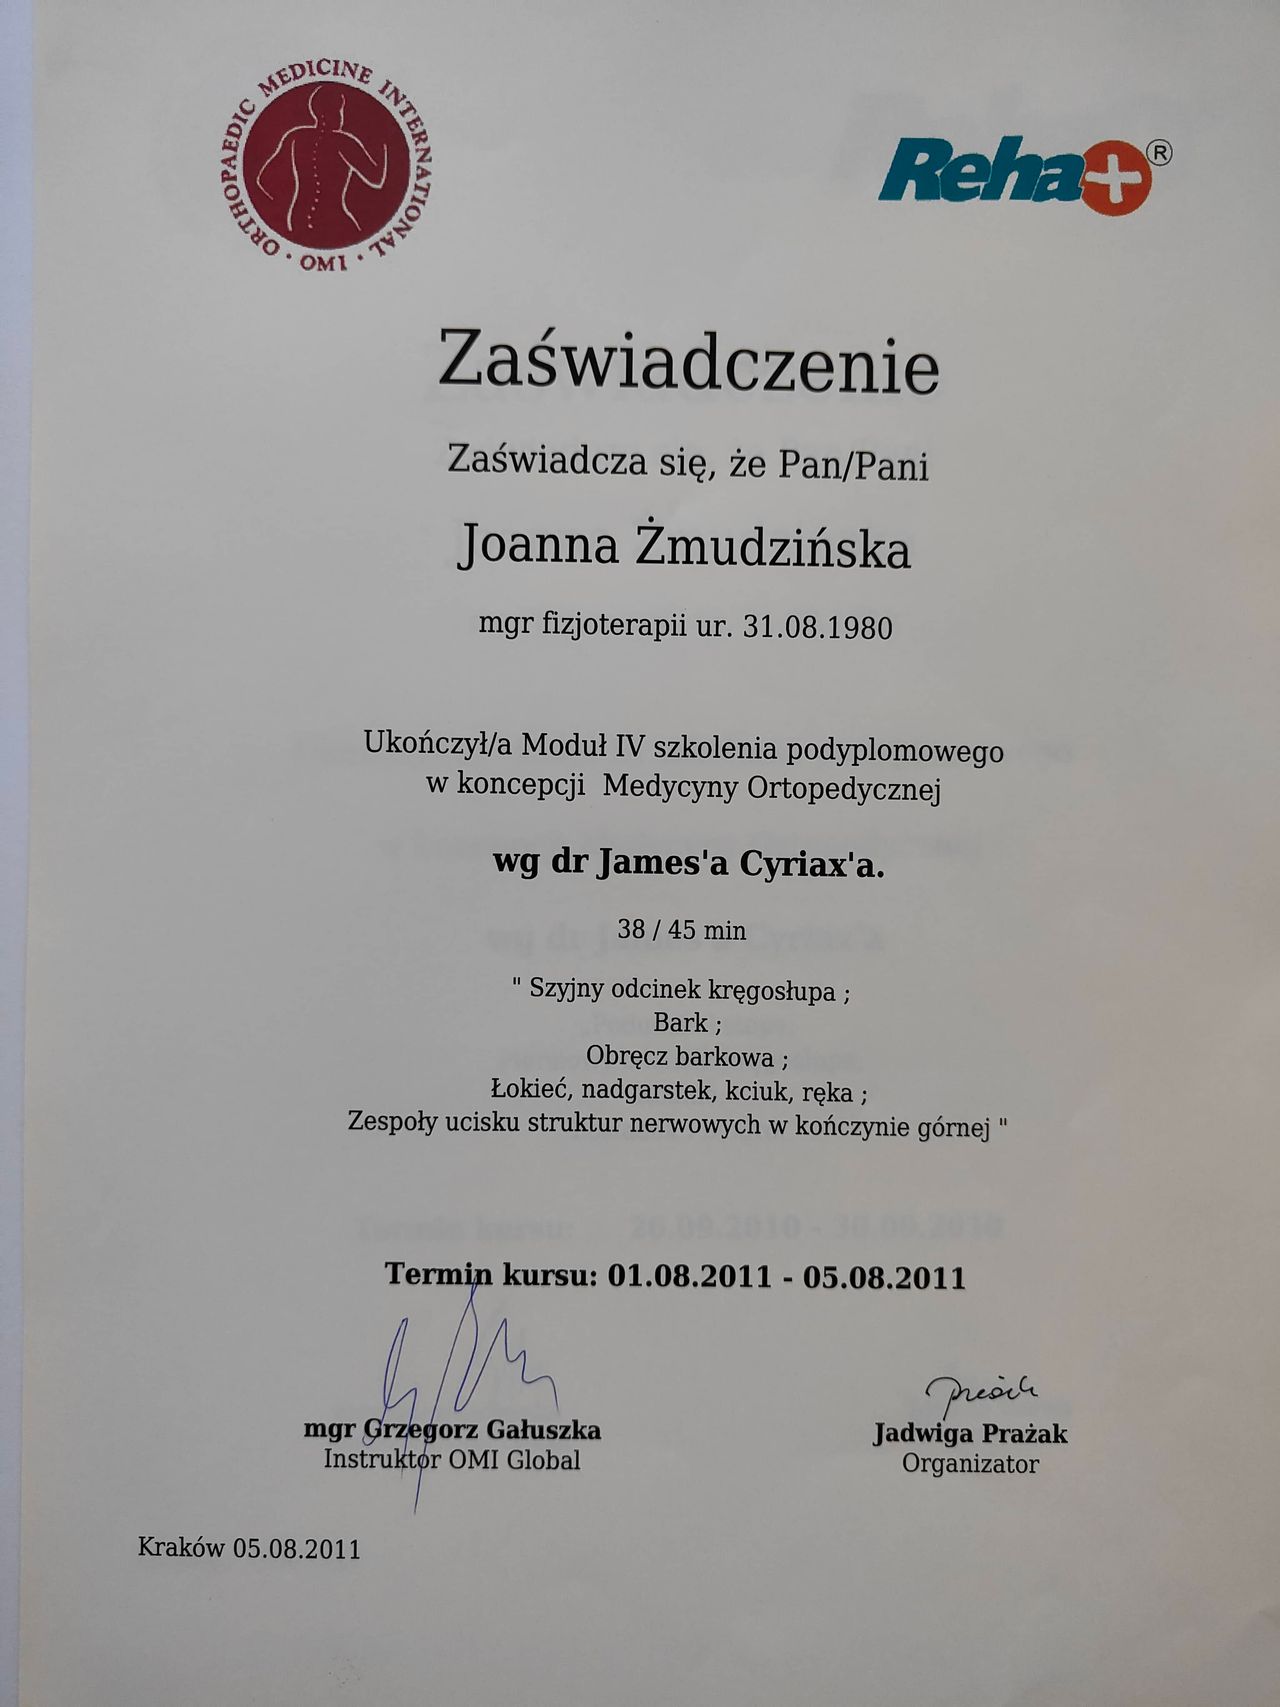 ORTHOPAEDIC MEDICINE INTERNATIONAL · OMI ·
Reha+®
Zaświadczenie
Zaświadcza się, że Pan/Pani
Joanna Żmudzińska
mgr fizjoterapii ur. 31.08.1980
Ukończył/a Moduł IV szkolenia podyplomowego
w koncepcji Medycyny Ortopedycznej
wg dr James'a Cyriax'a.
38 / 45 min
" Szyjny odcinek kręgosłupa ;
Bark ;
Obręcz barkowa ;
Łokieć, nadgarstek, kciuk, ręka ;
Zespoły ucisku struktur nerwowych w kończynie górnej "
Termin kursu: 01.08.2011 - 05.08.2011
mgr Grzegorz Gałuszka
Instruktor OMI Global
Jadwiga Prażak
Organizator
Kraków 05.08.2011